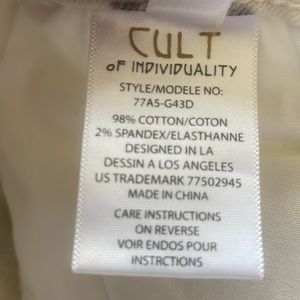 CULT
OF INDIVIDUALITY
STYLE/MODELE NO:
77A5-G43D
98% COTTON/COTON
2% SPANDEX/ELASTHANNE
DESIGNED IN LA
DESSIN A LOS ANGELES
US TRADEMARK 77502945
MADE IN CHINA
CARE INSTRUCTIONS
ON REVERSE
VOIR ENDOS POUR
INSTRCTIONS